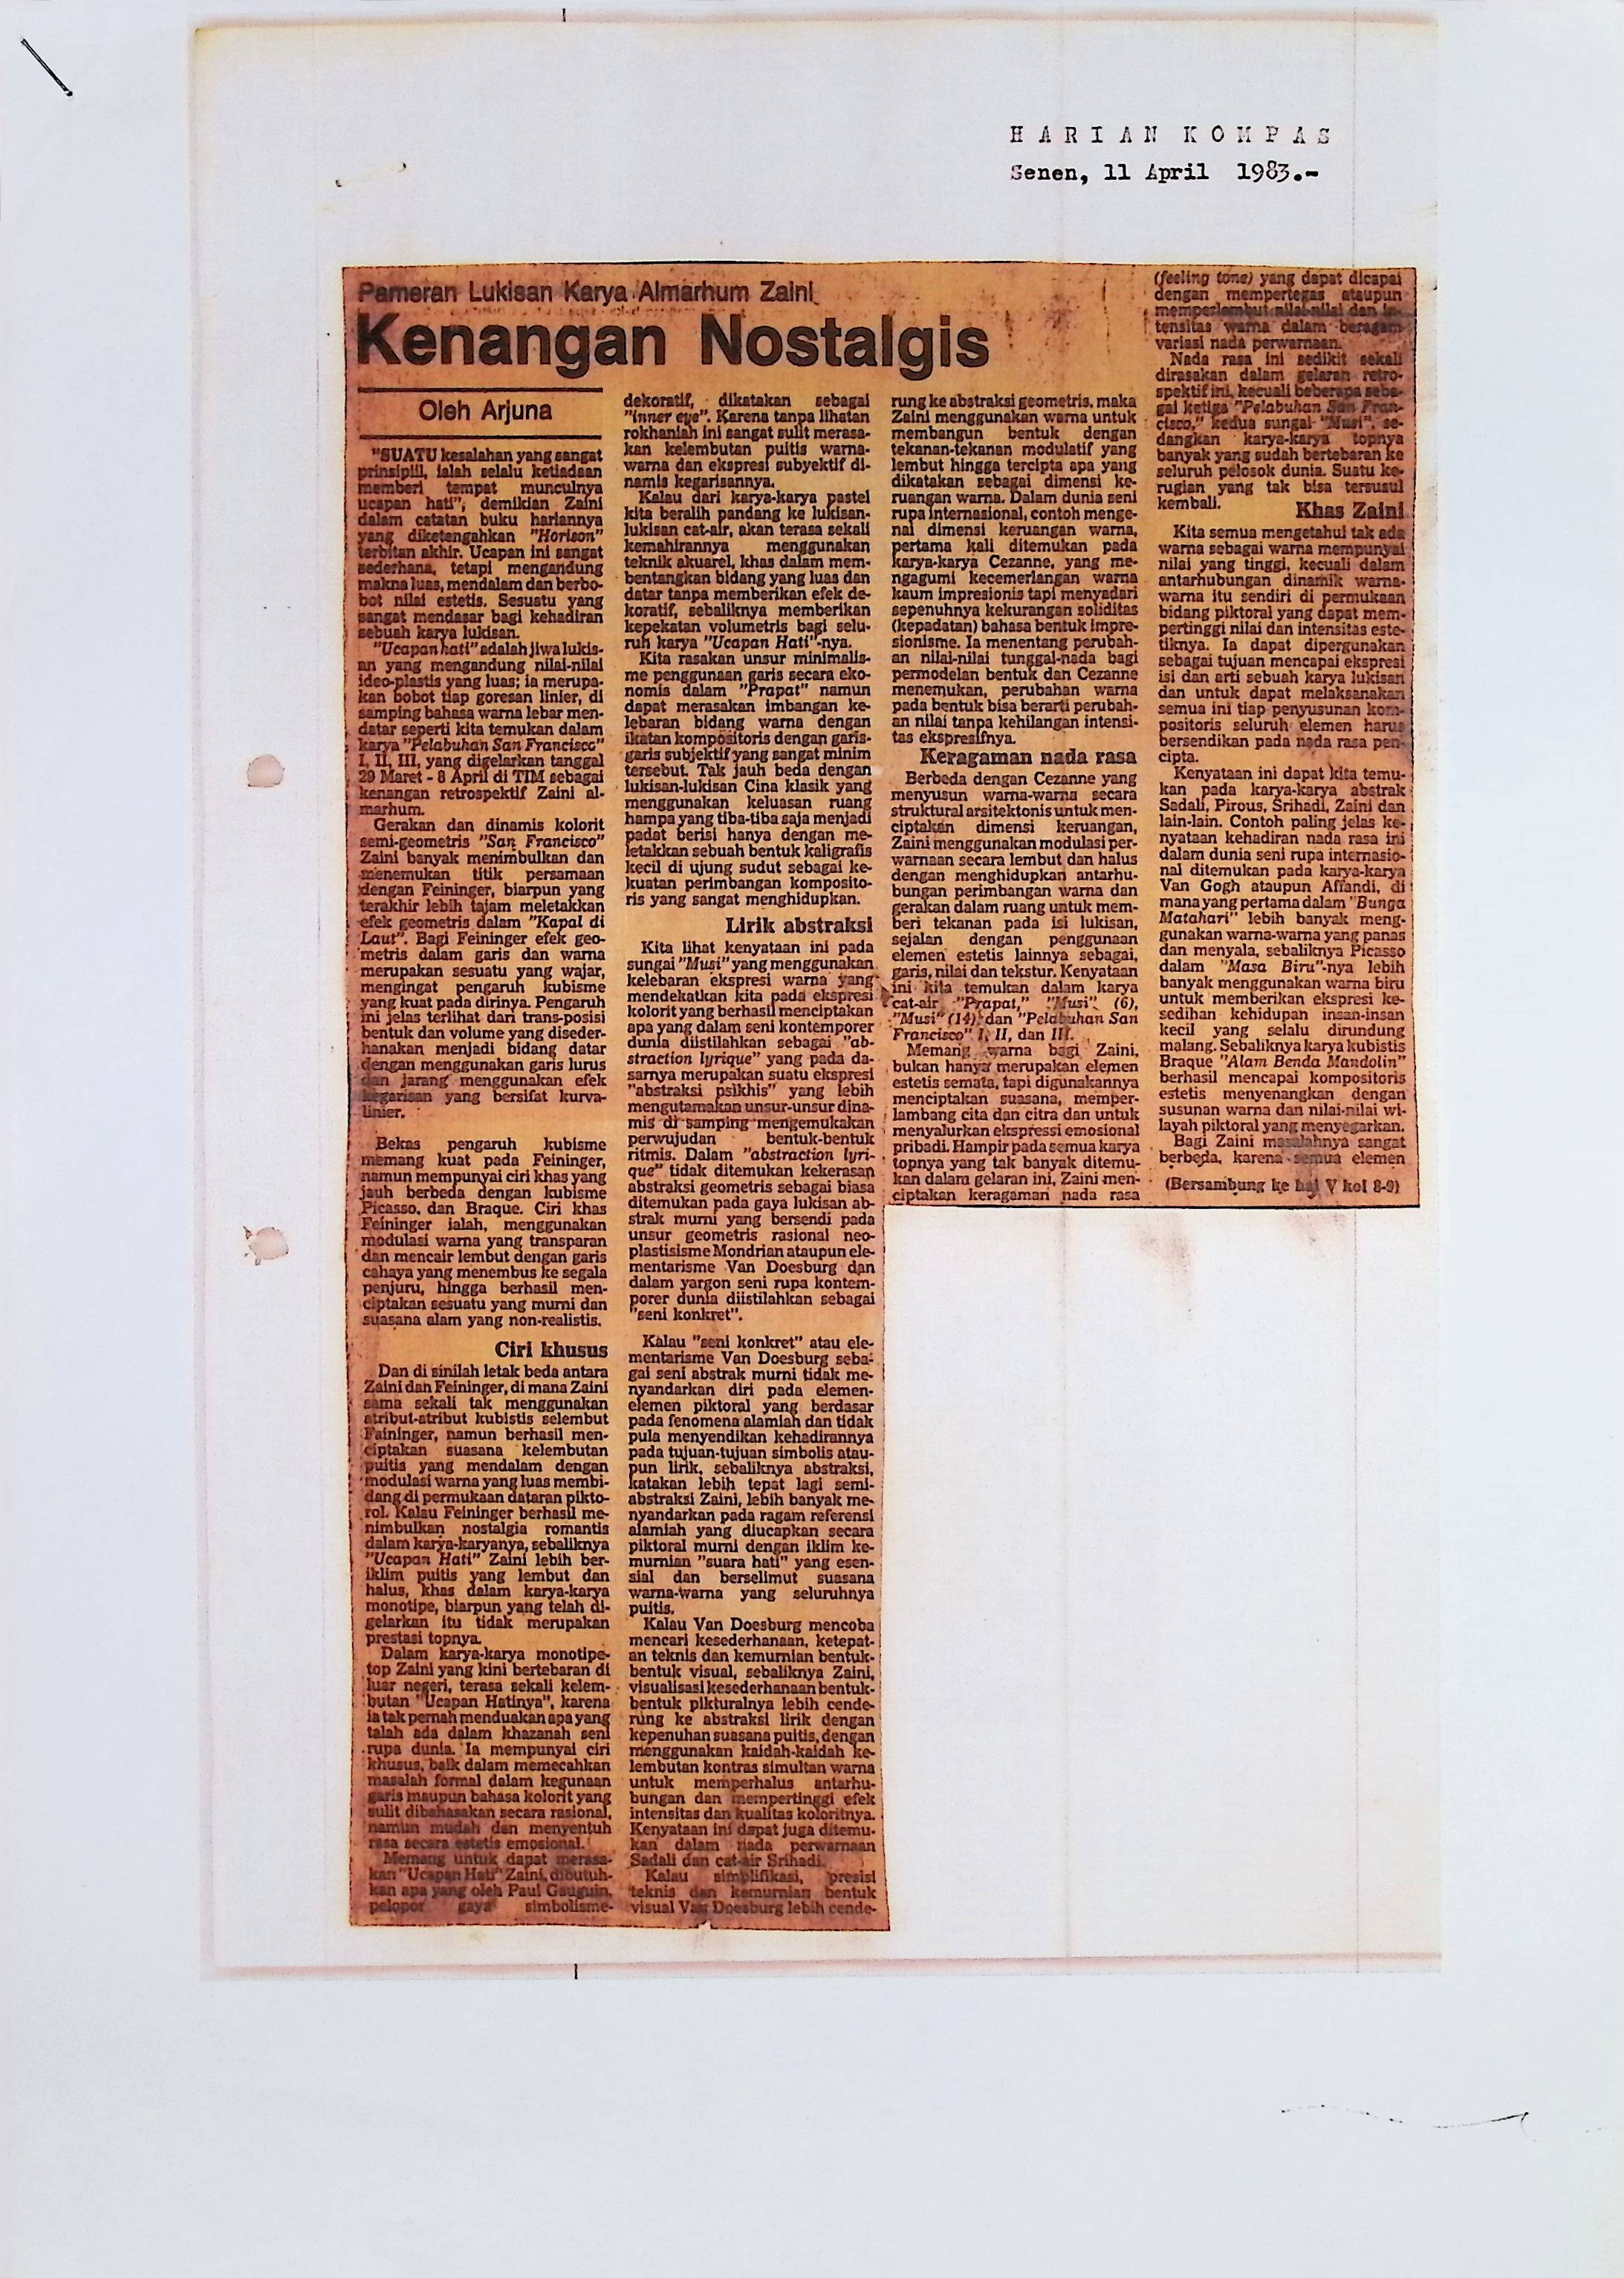 HARIAN KOMPAS
Senen, 11 April 1983.-
Pameran Lukisan Karya Almarhum Zaini
Kenangan Nostalgis
Oleh Arjuna
"SUATU kesalahan yang sangat
prinsipiil, ialah selalu ketiadaan
memberi tempat munculnya
ucapan hati", demikian Zaini
dalam catatan buku hariannya
yang diketengahkan "Horison"
terbitan akhir. Ucapan ini sangat
sederhana, tetapi mengandung
makna luas, mendalam dan berbo-
bot nilai estetis. Sesuatu yang
sangat mendasar bagi kehadiran
sebuah karya lukisan.
"Ucapan hati" adalah jiwa lukis-
an yang mengandung nilai-nilai
ideo-plastis yang luas; ia merupa-
kan bobot tiap goresan linier, di
samping bahasa warna lebar men-
datar seperti kita temukan dalam
karya "Pelabuhan San Francisco"
I, II, III, yang digelarkan tanggal
29 Maret - 8 April di TIM sebagai
kenangan retrospektif Zaini al-
marhum.
Gerakan dan dinamis kolorit
semi-geometris "San Francisco"
Zaini banyak menimbulkan dan
menemukan titik persamaan
dengan Feininger, biarpun yang
terakhir lebih tajam meletakkan
efek geometris dalam "Kapal di
Laut". Bagi Feininger efek geo-
metris dalam garis dan warna
merupakan sesuatu yang wajar,
mengingat pengaruh kubisme
yang kuat pada dirinya. Pengaruh
ini jelas terlihat dari trans-posisi
bentuk dan volume yang diseder-
hanakan menjadi bidang datar
dengan menggunakan garis lurus
dan jarang menggunakan efek
kegarisan yang bersifat kurva-
linier.
Bekas pengaruh kubisme
memang kuat pada Feininger,
namun mempunyai ciri khas yang
jauh berbeda dengan kubisme
Picasso, dan Braque. Ciri khas
Feininger ialah, menggunakan
modulasi warna yang transparan
dan mencair lembut dengan garis
cahaya yang menembus ke segala
penjuru, hingga berhasil men-
ciptakan sesuatu yang murni dan
suasana alam yang non-realistis.
Ciri khusus
Dan di sinilah letak beda antara
Zaini dan Feininger, di mana Zaini
sama sekali tak menggunakan
atribut-atribut kubistis selembut
Faininger, namun berhasil men-
ciptakan suasana kelembutan
puitis yang mendalam dengan
modulasi warna yang luas membi-
dang di permukaan dataran pikto-
rol. Kalau Feininger berhasil me-
nimbulkan nostalgia romantis
dalam karya-karyanya, sebaliknya
"Ucapan Hati" Zaini lebih ber-
iklim puitis yang lembut dan
halus, khas dalam karya-karya
monotipe, biarpun yang telah di-
gelarkan itu tidak merupakan
prestasi topnya.
Dalam karya-karya monotipe-
top Zaini yang kini bertebaran di
luar negeri, terasa sekali kelem-
butan "Ucapan Hatinya", karena
ia tak pernah menduakan apa yang
talah ada dalam khazanah seni
rupa dunia. Ia mempunyai ciri
khusus, baik dalam memecahkan
masalah formal dalam kegunaan
garis maupun bahasa kolorit yang
sulit dibahasakan secara rasional,
namun mudah dan menyentuh
rasa secara estetis emosional.
Memang untuk dapat merasa-
kan "Ucapan Hati" Zaini, dibutuh-
kan apa yang oleh Paul Gauguin,
pelopor gaya simbolisme-
dekoratif, dikatakan sebagai
"inner eye". Karena tanpa lihatan
rokhaniah ini sangat sulit merasa-
kan kelembutan puitis warna-
warna dan ekspresi subyektif di-
namis kegarisannya.
Kalau dari karya-karya pastel
kita beralih pandang ke lukisan-
lukisan cat-air, akan terasa sekali
kemahirannya menggunakan
teknik akuarel, khas dalam mem-
bentangkan bidang yang luas dan
datar tanpa memberikan efek de-
koratif, sebaliknya memberikan
kepekatan volumetris bagi selu-
ruh karya "Ucapan Hati"-nya.
Kita rasakan unsur minimalis-
me penggunaan garis secara eko-
nomis dalam "Prapat" namun
dapat merasakan imbangan ke-
lebaran bidang warna dengan
ikatan kompositoris dengan garis-
garis subjektif yang sangat minim
tersebut. Tak jauh beda dengan
lukisan-lukisan Cina klasik yang
menggunakan keluasan ruang
hampa yang tiba-tiba saja menjadi
padat berisi hanya dengan me-
letakkan sebuah bentuk kaligrafis
kecil di ujung sudut sebagai ke-
kuatan perimbangan komposito-
ris yang sangat menghidupkan.
Lirik abstraksi
Kita lihat kenyataan ini pada
sungai "Musi" yang menggunakan
kelebaran ekspresi warna yang
mendekatkan kita pada ekspresi
kolorit yang berhasil menciptakan
apa yang dalam seni kontemporer
dunia diistilahkan sebagai "ab-
straction lyrique" yang pada da-
sarnya merupakan suatu ekspresi
"abstraksi psikhis" yang lebih
mengutamakan unsur-unsur dina-
mis di samping mengemukakan
perwujudan bentuk-bentuk
ritmis. Dalam "abstraction lyri-
que" tidak ditemukan kekerasan
abstraksi geometris sebagai biasa
ditemukan pada gaya lukisan ab-
strak murni yang bersendi pada
unsur geometris rasional neo-
plastisisme Mondrian ataupun ele-
mentarisme Van Doesburg dan
dalam yargon seni rupa kontem-
porer dunia diistilahkan sebagai
"seni konkret".
Kalau "seni konkret" atau ele-
mentarisme Van Doesburg seba-
gai seni abstrak murni tidak me-
nyandarkan diri pada elemen-
elemen piktoral yang berdasar
pada fenomena alamiah dan tidak
pula menyendikan kehadirannya
pada tujuan-tujuan simbolis atau-
pun lirik, sebaliknya abstraksi,
katakan lebih tepat lagi semi-
abstraksi Zaini, lebih banyak me-
nyandarkan pada ragam referensi
alamiah yang diucapkan secara
piktoral murni dengan iklim ke-
murnian "suara hati" yang esen-
sial dan berselimut suasana
warna-warna yang seluruhnya
puitis.
Kalau Van Doesburg mencoba
mencari kesederhanaan, ketepat-
an teknis dan kemurnian bentuk-
bentuk visual, sebaliknya Zaini,
visualisasi kesederhanaan bentuk-
bentuk pikturalnya lebih cende-
rung ke abstraksi lirik dengan
kepenuhan suasana puitis, dengan
menggunakan kaidah-kaidah ke-
lembutan kontras simultan warna
untuk memperhalus antarhu-
bungan dan mempertinggi efek
intensitas dan kualitas koloritnya.
Kenyataan ini dapat juga ditemu-
kan dalam nada perwarnaan
Sadali dan cat-air Srihadi.
Kalau simplifikasi, presisi
teknis dan kemurnian bentuk
visual Van Doesburg lebih cende-
rung ke abstraksi geometris, maka
Zaini menggunakan warna untuk
membangun bentuk dengan
tekanan-tekanan modulatif yang
lembut hingga tercipta apa yang
dikatakan sebagai dimensi ke-
ruangan warna. Dalam dunia seni
rupa internasional, contoh menge-
nai dimensi keruangan warna,
pertama kali ditemukan pada
karya-karya Cezanne, yang me-
ngagumi kecemerlangan warna
kaum impresionis tapi menyadari
sepenuhnya kekurangan soliditas
(kepadatan) bahasa bentuk impre-
sionisme. Ia menentang perubah-
an nilai-nilai tunggal-nada bagi
permodelan bentuk dan Cezanne
menemukan, perubahan warna
pada bentuk bisa berarti perubah-
an nilai tanpa kehilangan intensi-
tas ekspresifnya.
Keragaman nada rasa
Berbeda dengan Cezanne yang
menyusun warna-warna secara
struktural arsitektonis untuk men-
ciptakan dimensi keruangan,
Zaini menggunakan modulasi per-
warnaan secara lembut dan halus
dengan menghidupkan antarhu-
bungan perimbangan warna dan
gerakan dalam ruang untuk mem-
beri tekanan pada isi lukisan,
sejalan dengan penggunaan
elemen estetis lainnya sebagai,
garis, nilai dan tekstur. Kenyataan
ini kita temukan dalam karya
cat-air "Prapat," "Musi" (6),
"Musi" (14) dan "Pelabuhan San
Francisco" I, II, dan III.
Memang warna bagi Zaini,
bukan hanya merupakan elemen
estetis semata, tapi digunakannya
menciptakan suasana, memper-
lambang cita dan citra dan untuk
menyalurkan ekspressi emosional
pribadi. Hampir pada semua karya
topnya yang tak banyak ditemu-
kan dalam gelaran ini, Zaini men-
ciptakan keragaman nada rasa
(feeling tone) yang dapat dicapai
dengan mempertegas ataupun
memperlembut nilai-nilai dan in-
tensitas warna dalam beragam
variasi nada perwarnaan.
Nada rasa ini sedikit sekali
dirasakan dalam gelaran retro-
spektif ini, kecuali beberapa seba-
gai ketiga "Pelabuhan San Fran-
cisco," kedua sungai "Musi", se-
dangkan karya-karya topnya
banyak yang sudah bertebaran ke
seluruh pelosok dunia. Suatu ke-
rugian yang tak bisa tersusul
kembali.
Khas Zaini
Kita semua mengetahui tak ada
warna sebagai warna mempunyai
nilai yang tinggi, kecuali dalam
antarhubungan dinamik warna-
warna itu sendiri di permukaan
bidang piktoral yang dapat mem-
pertinggi nilai dan intensitas este-
tiknya. Ia dapat dipergunakan
sebagai tujuan mencapai ekspresi
isi dan arti sebuah karya lukisan
dan untuk dapat melaksanakan
semua ini tiap penyusunan kom-
positoris seluruh elemen harus
bersendikan pada nada rasa pen-
cipta.
Kenyataan ini dapat kita temu-
kan pada karya-karya abstrak
Sadali, Pirous, Srihadi, Zaini dan
lain-lain. Contoh paling jelas ke-
nyataan kehadiran nada rasa ini
dalam dunia seni rupa internasio-
nal ditemukan pada karya-karya
Van Gogh ataupun Affandi, di
mana yang pertama dalam "Bunga
Matahari" lebih banyak meng-
gunakan warna-warna yang panas
dan menyala, sebaliknya Picasso
dalam "Masa Biru"-nya lebih
banyak menggunakan warna biru
untuk memberikan ekspresi ke-
sedihan kehidupan insan-insan
kecil yang selalu dirundung
malang. Sebaliknya karya kubistis
Braque "Alam Benda Mandolin"
berhasil mencapai kompositoris
estetis menyenangkan dengan
susunan warna dan nilai-nilai wi-
layah piktoral yang menyegarkan.
Bagi Zaini masalahnya sangat
berbeda, karena semua elemen
(Bersambung ke hal V kol 8-9)